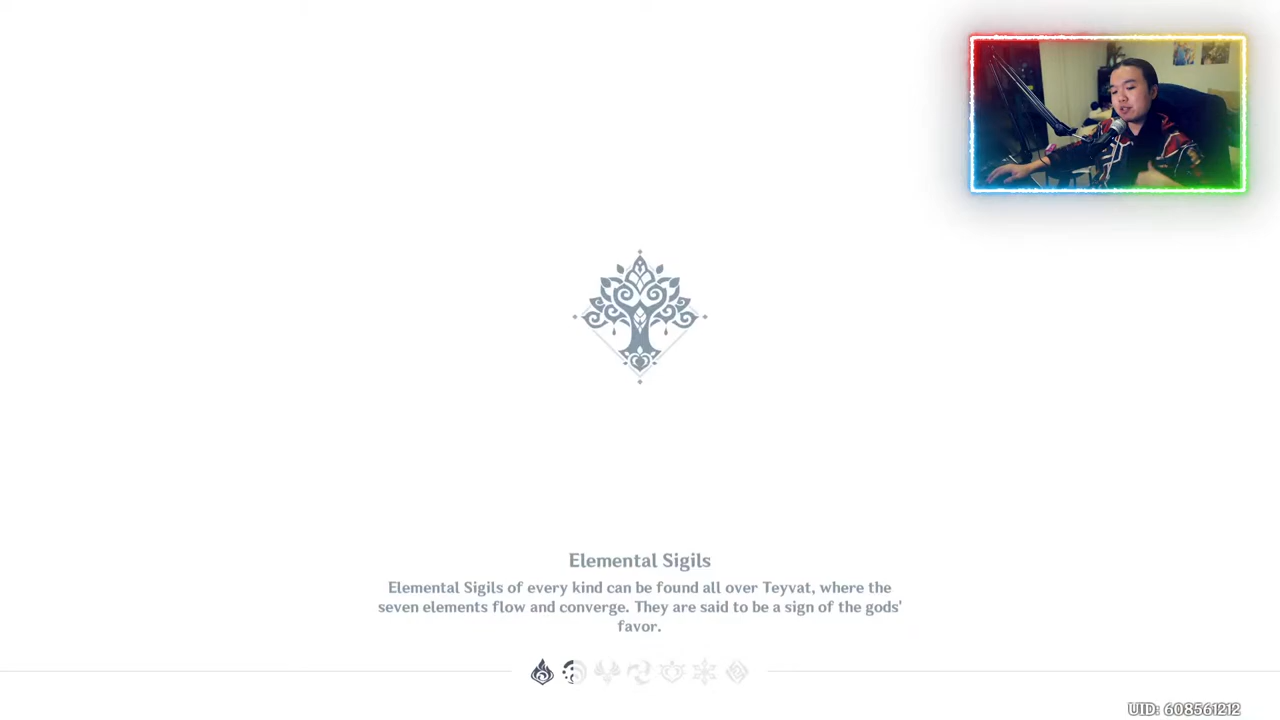 Elemental Sigils
Elemental Sigils of every kind can be found all over Teyvat, where the
seven elements flow and converge. They are said to be a sign of the gods'
favor.
UID: 608561212